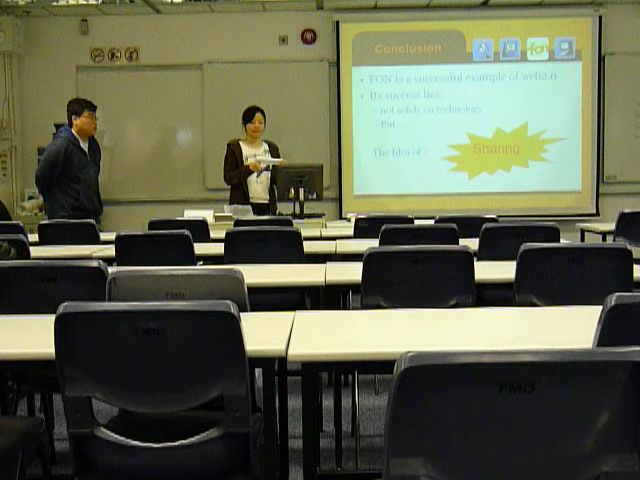 Conclusion
fon
• FON is a successful example of web2.0
• Its success lies:
– not solely on technology
– But
The Idea of :
Sharing
FMO
FMO
FMO